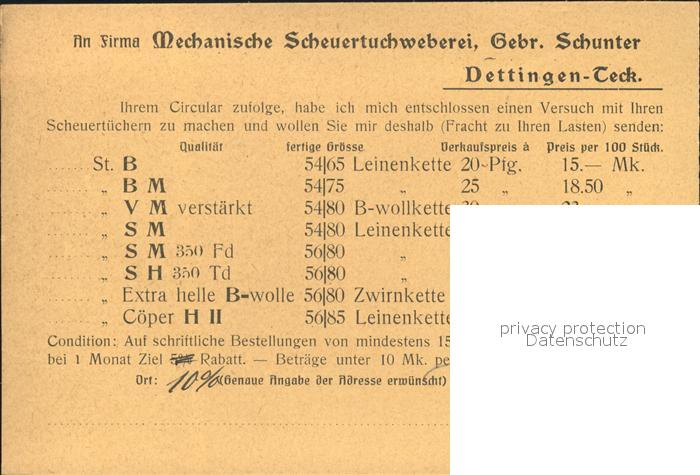 An Firma Mechanische Scheuertuchweberei, Gebr. Schunter
Dettingen-Teck.
Ihrem Circular zufolge, habe ich mich entschlossen einen Versuch mit Ihren
Scheuertüchern zu machen und wollen Sie mir deshalb (Fracht zu Ihren Lasten) senden:
Qualität fertige Grösse Verkaufspreis à Preis per 100 Stück.
St. B 54|65 Leinenkette 20 Pfg. 15.— Mk.
„ B M 54|75 „ 25 „ 18.50 „
„ V M verstärkt 54|80 B-wollkette
„ S M 54|80 Leinenkette
„ S M 350 Fd 56|80 „
„ S H 350 Td 56|80 „
„ Extra helle B-wolle 56|80 Zwirnkette
„ Cöper H II 56|85 Leinenkette
Condition: Auf schriftliche Bestellungen von mindestens 15
bei 1 Monat Ziel 5% Rabatt. — Beträge unter 10 Mk. pe
Ort: 10% (Genaue Angabe der Adresse erwünscht)
privacy protection
Datenschutz